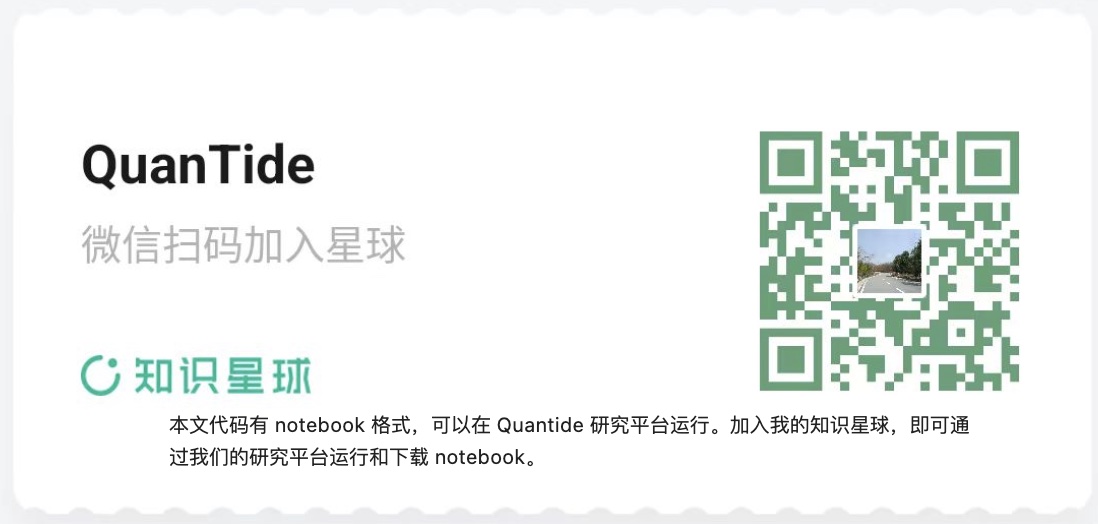 QuanTide
微信扫码加入星球
知识星球
本文代码有 notebook 格式，可以在 Quantide 研究平台运行。加入我的知识星球，即可通
过我们的研究平台运行和下载 notebook。